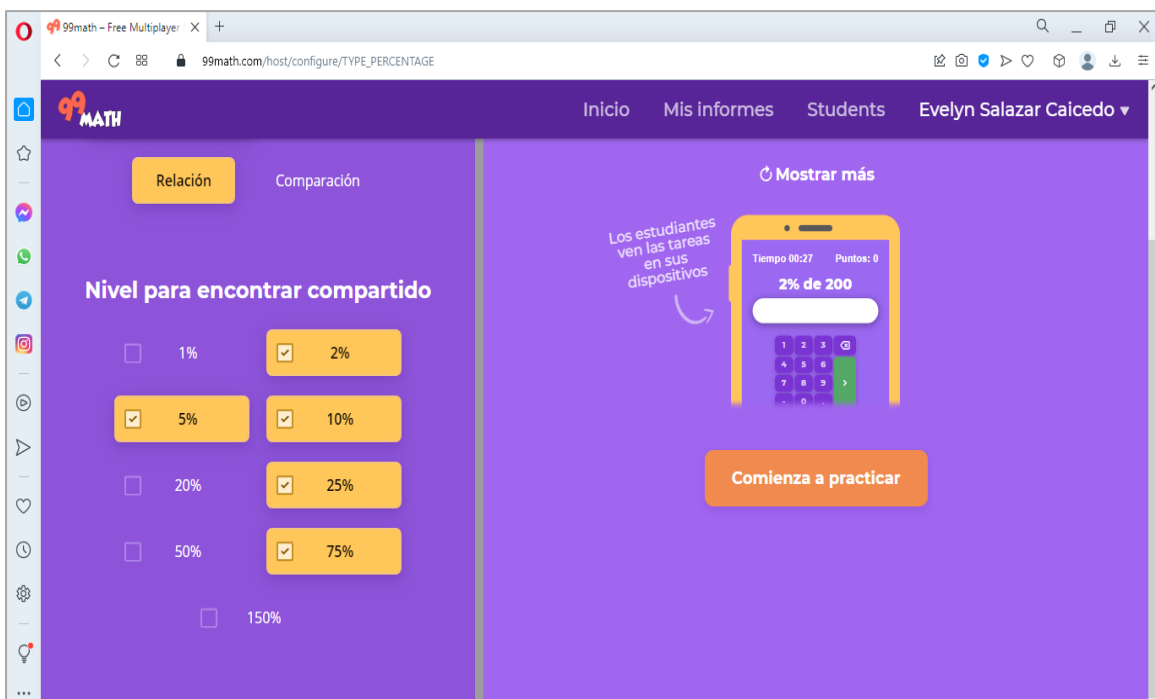 99math – Free Multiplayer
99math.com/host/configure/TYPE_PERCENTAGE
99 MATH
Inicio
Mis informes
Students
Evelyn Salazar Caicedo
Relación
Comparación
Nivel para encontrar compartido
1%
2%
5%
10%
20%
25%
50%
75%
150%
Mostrar más
Los estudiantes
ven las tareas
en sus
dispositivos
Tiempo 00:27
Puntos: 0
2% de 200
1 2 3
4 5 6
7 8 9
- 0 .
Comienza a practicar